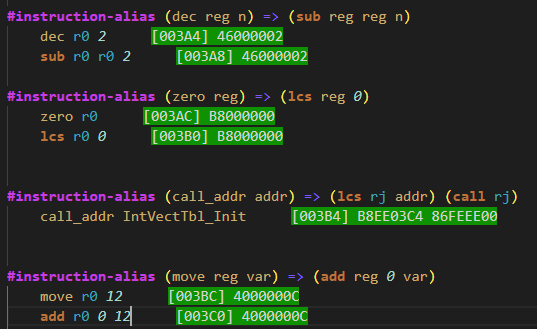 #instruction-alias (dec reg n) => (sub reg reg n)
dec r0 2 [003A4] 46000002
sub r0 r0 2 [003A8] 46000002
#instruction-alias (zero reg) => (lcs reg 0)
zero r0 [003AC] B8000000
lcs r0 0 [003B0] B8000000
#instruction-alias (call_addr addr) => (lcs rj addr) (call rj)
call_addr IntVectTbl_Init [003B4] B8EE03C4 86FEEE00
#instruction-alias (move reg var) => (add reg 0 var)
move r0 12 [003BC] 4000000C
add r0 0 12 [003C0] 4000000C